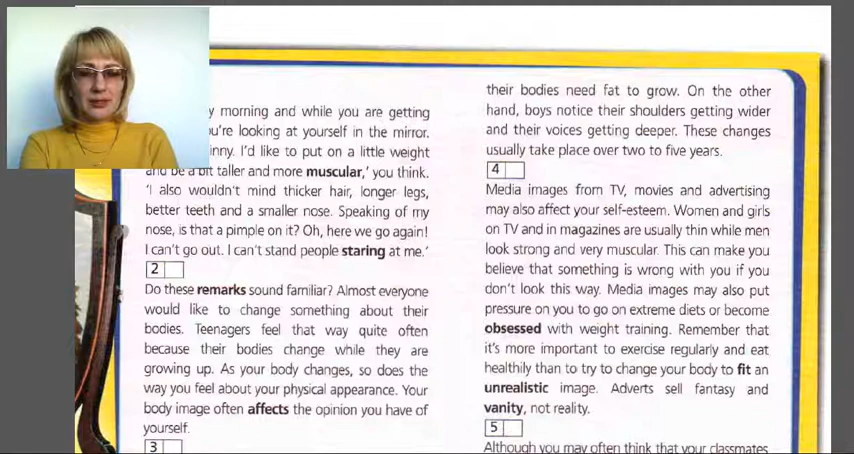 y morning and while you are getting
u're looking at yourself in the mirror.
inny. I'd like to put on a little weight
and be a bit taller and more muscular,' you think.
'I also wouldn't mind thicker hair, longer legs,
better teeth and a smaller nose. Speaking of my
nose, is that a pimple on it? Oh, here we go again!
I can't go out. I can't stand people staring at me.'
2
Do these remarks sound familiar? Almost everyone
would like to change something about their
bodies. Teenagers feel that way quite often
because their bodies change while they are
growing up. As your body changes, so does the
way you feel about your physical appearance. Your
body image often affects the opinion you have of
yourself.
3
their bodies need fat to grow. On the other
hand, boys notice their shoulders getting wider
and their voices getting deeper. These changes
usually take place over two to five years.
4
Media images from TV, movies and advertising
may also affect your self-esteem. Women and girls
on TV and in magazines are usually thin while men
look strong and very muscular. This can make you
believe that something is wrong with you if you
don't look this way. Media images may also put
pressure on you to go on extreme diets or become
obsessed with weight training. Remember that
it's more important to exercise regularly and eat
healthily than to try to change your body to fit an
unrealistic image. Adverts sell fantasy and
vanity, not reality.
5
Although you may often think that your classmates